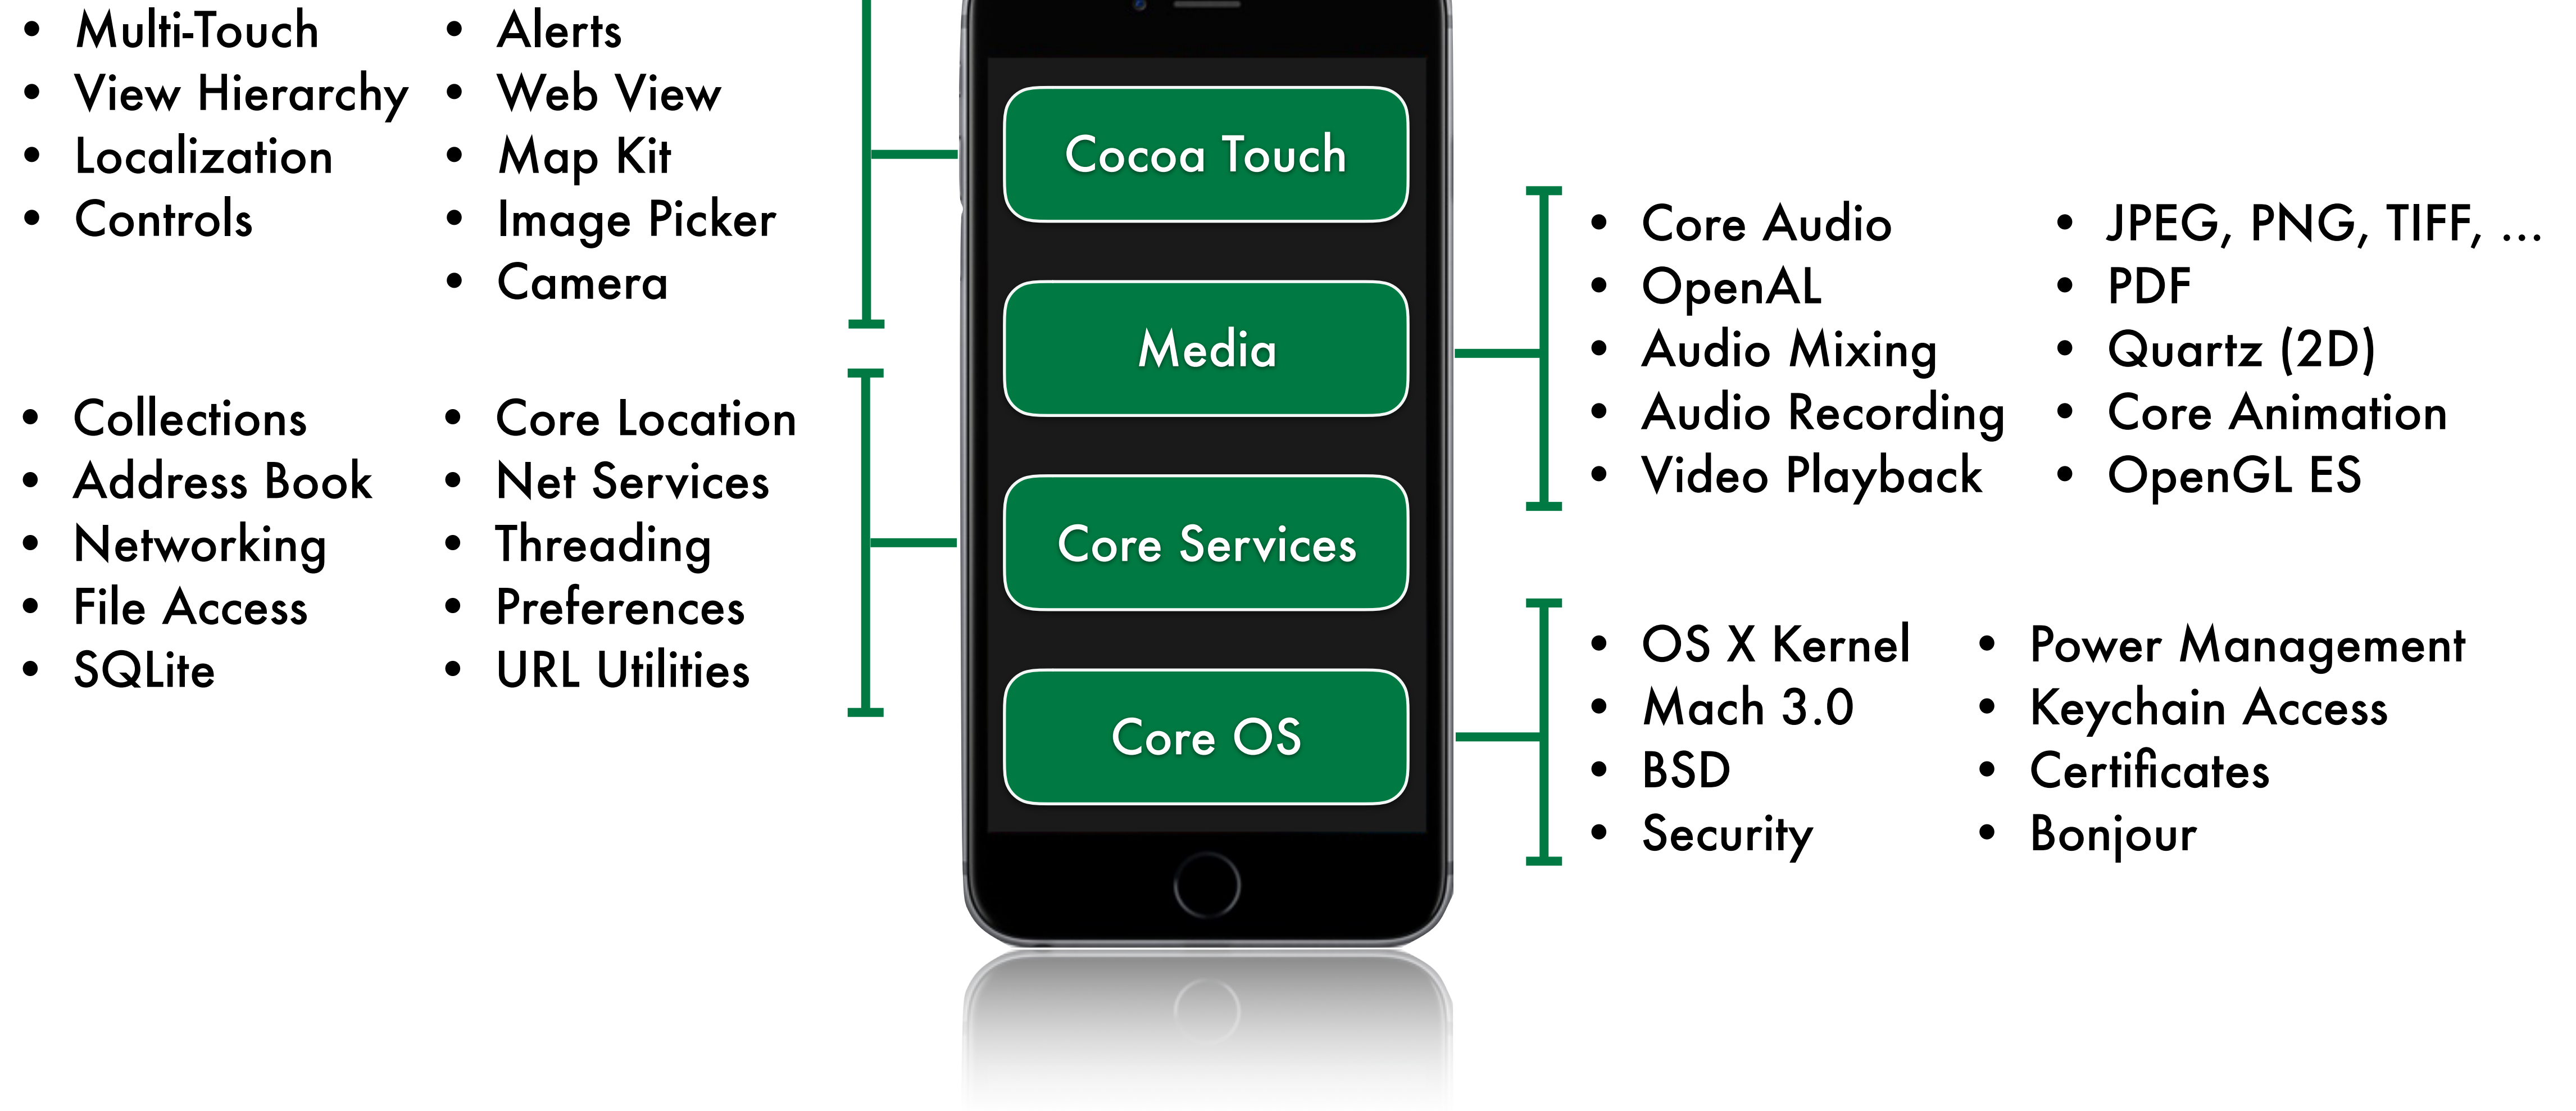 • Multi-Touch
• View Hierarchy
• Localization
• Controls
• Alerts
• Web View
• Map Kit
• Image Picker
• Camera
Cocoa Touch
Media
Core Services
Core OS
• Core Audio
• OpenAL
• Audio Mixing
• Audio Recording
• Video Playback
• JPEG, PNG, TIFF, ...
• PDF
• Quartz (2D)
• Core Animation
• OpenGL ES
• Collections
• Address Book
• Networking
• File Access
• SQLite
• Core Location
• Net Services
• Threading
• Preferences
• URL Utilities
• OS X Kernel
• Mach 3.0
• BSD
• Security
• Power Management
• Keychain Access
• Certificates
• Bonjour